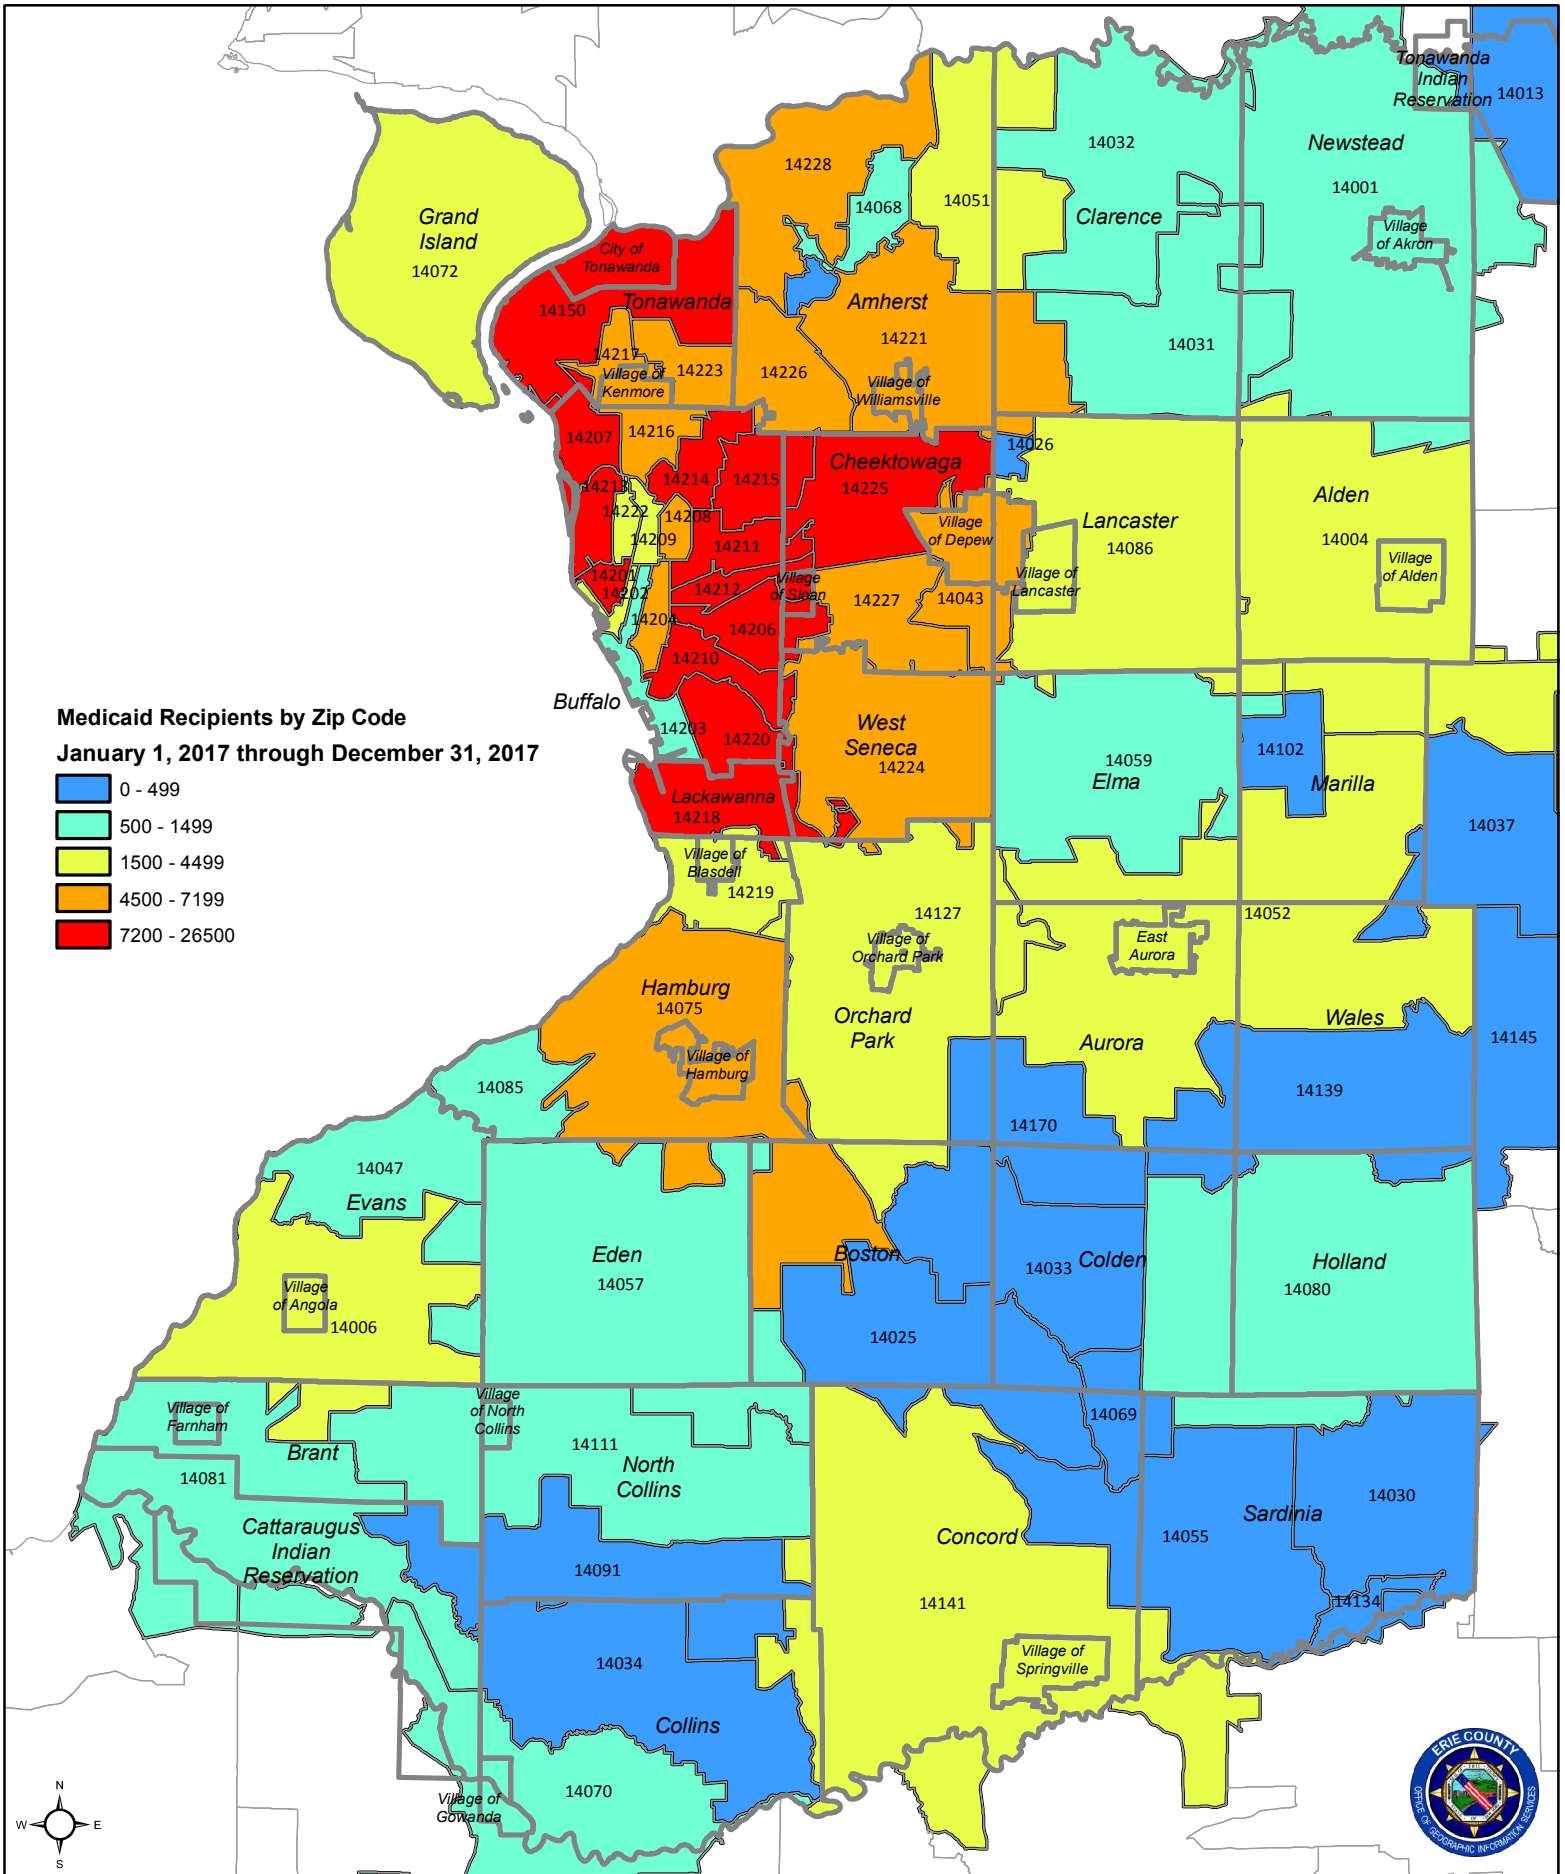 Tonawanda
Indian
Reservation
14013
14032
Newstead
14228
14001
14068
14051
Grand
Island
14072
Clarence
Village
of Akron
City of
Tonawanda
14150
Tonawanda
Amherst
14221
14031
14217
14223
14226
Village of
Kenmore
Village of
Williamsville
14207
14216
14026
Cheektowaga
14225
14213
14214
14215
Alden
14004
14222
14208
Village
of Depew
Lancaster
14086
14209
14211
Village
of Alden
14201
14202
14212
Village
of Sloan
14227
14043
Village of
Lancaster
14204
14206
14210
Buffalo
14203
14220
West
Seneca
14224
14059
Elma
14102
Marilla
14037
Medicaid Recipients by Zip Code
January 1, 2017 through December 31, 2017
0 - 499
500 - 1499
1500 - 4499
4500 - 7199
7200 - 26500
Lackawanna
14218
Village of
Blasdell
14219
14127
14052
Village of
Orchard Park
East
Aurora
Hamburg
14075
Orchard
Park
Wales
Aurora
14145
Village of
Hamburg
14085
14139
14170
14047
Evans
Eden
14057
Boston
14033
Colden
Holland
14080
Village
of Angola
14006
14025
Village of
Farnham
Village
of North
Collins
14069
Brant
14111
North
Collins
14081
14030
Sardinia
Cattaraugus
Indian
Reservation
Concord
14055
14091
14141
14134
14034
Village of
Springville
Collins
14070
Village of
Gowanda
N
W
E
S
ERIE COUNTY
OFFICE OF GEOGRAPHIC INFORMATION SERVICES